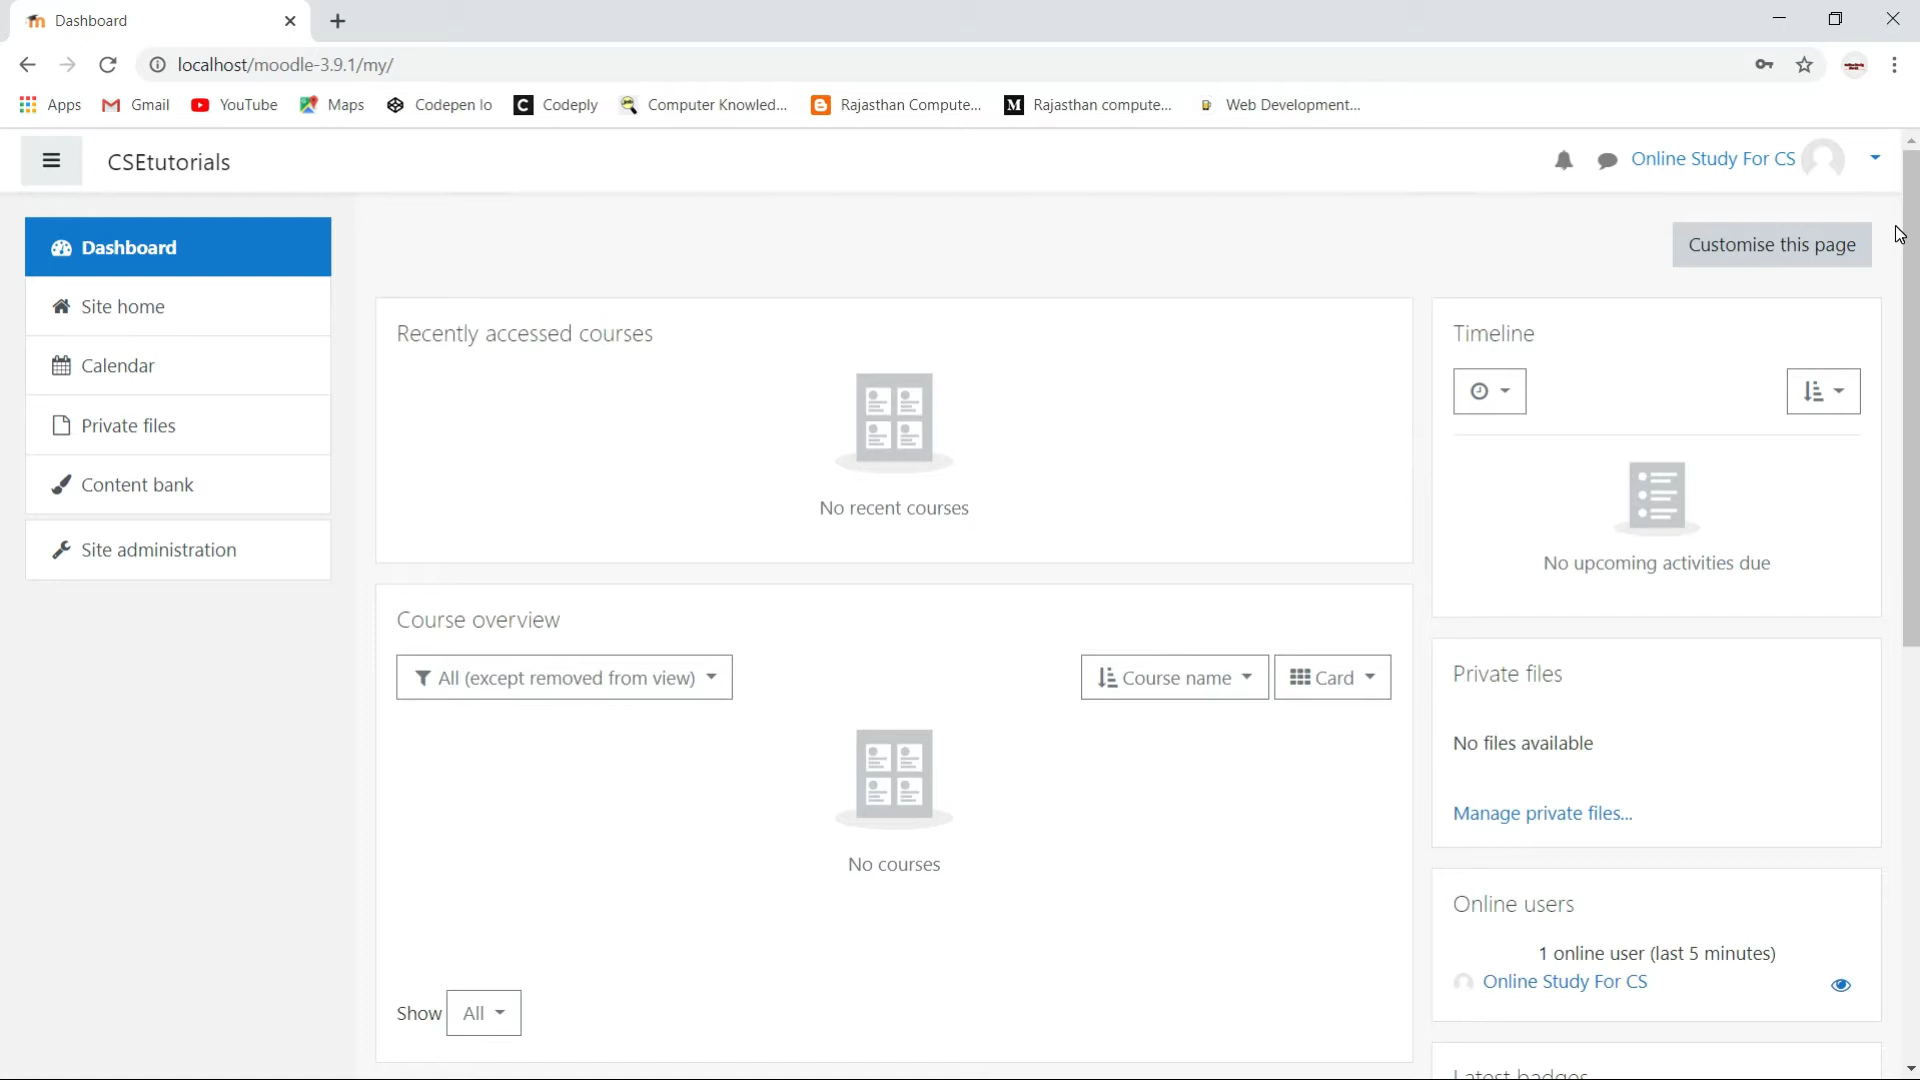 Dashboard
localhost/moodle-3.9.1/my/
Apps
Gmail
YouTube
Maps
Codepen Io
Codeply
Computer Knowled...
Rajasthan Compute...
Rajasthan compute...
Web Development...
CSEtutorials
Online Study For CS
Dashboard
Site home
Calendar
Private files
Content bank
Site administration
Customise this page
Recently accessed courses
No recent courses
Course overview
All (except removed from view)
Course name
Card
No courses
Show All
Timeline
No upcoming activities due
Private files
No files available
Manage private files...
Online users
1 online user (last 5 minutes)
Online Study For CS
Latest badges